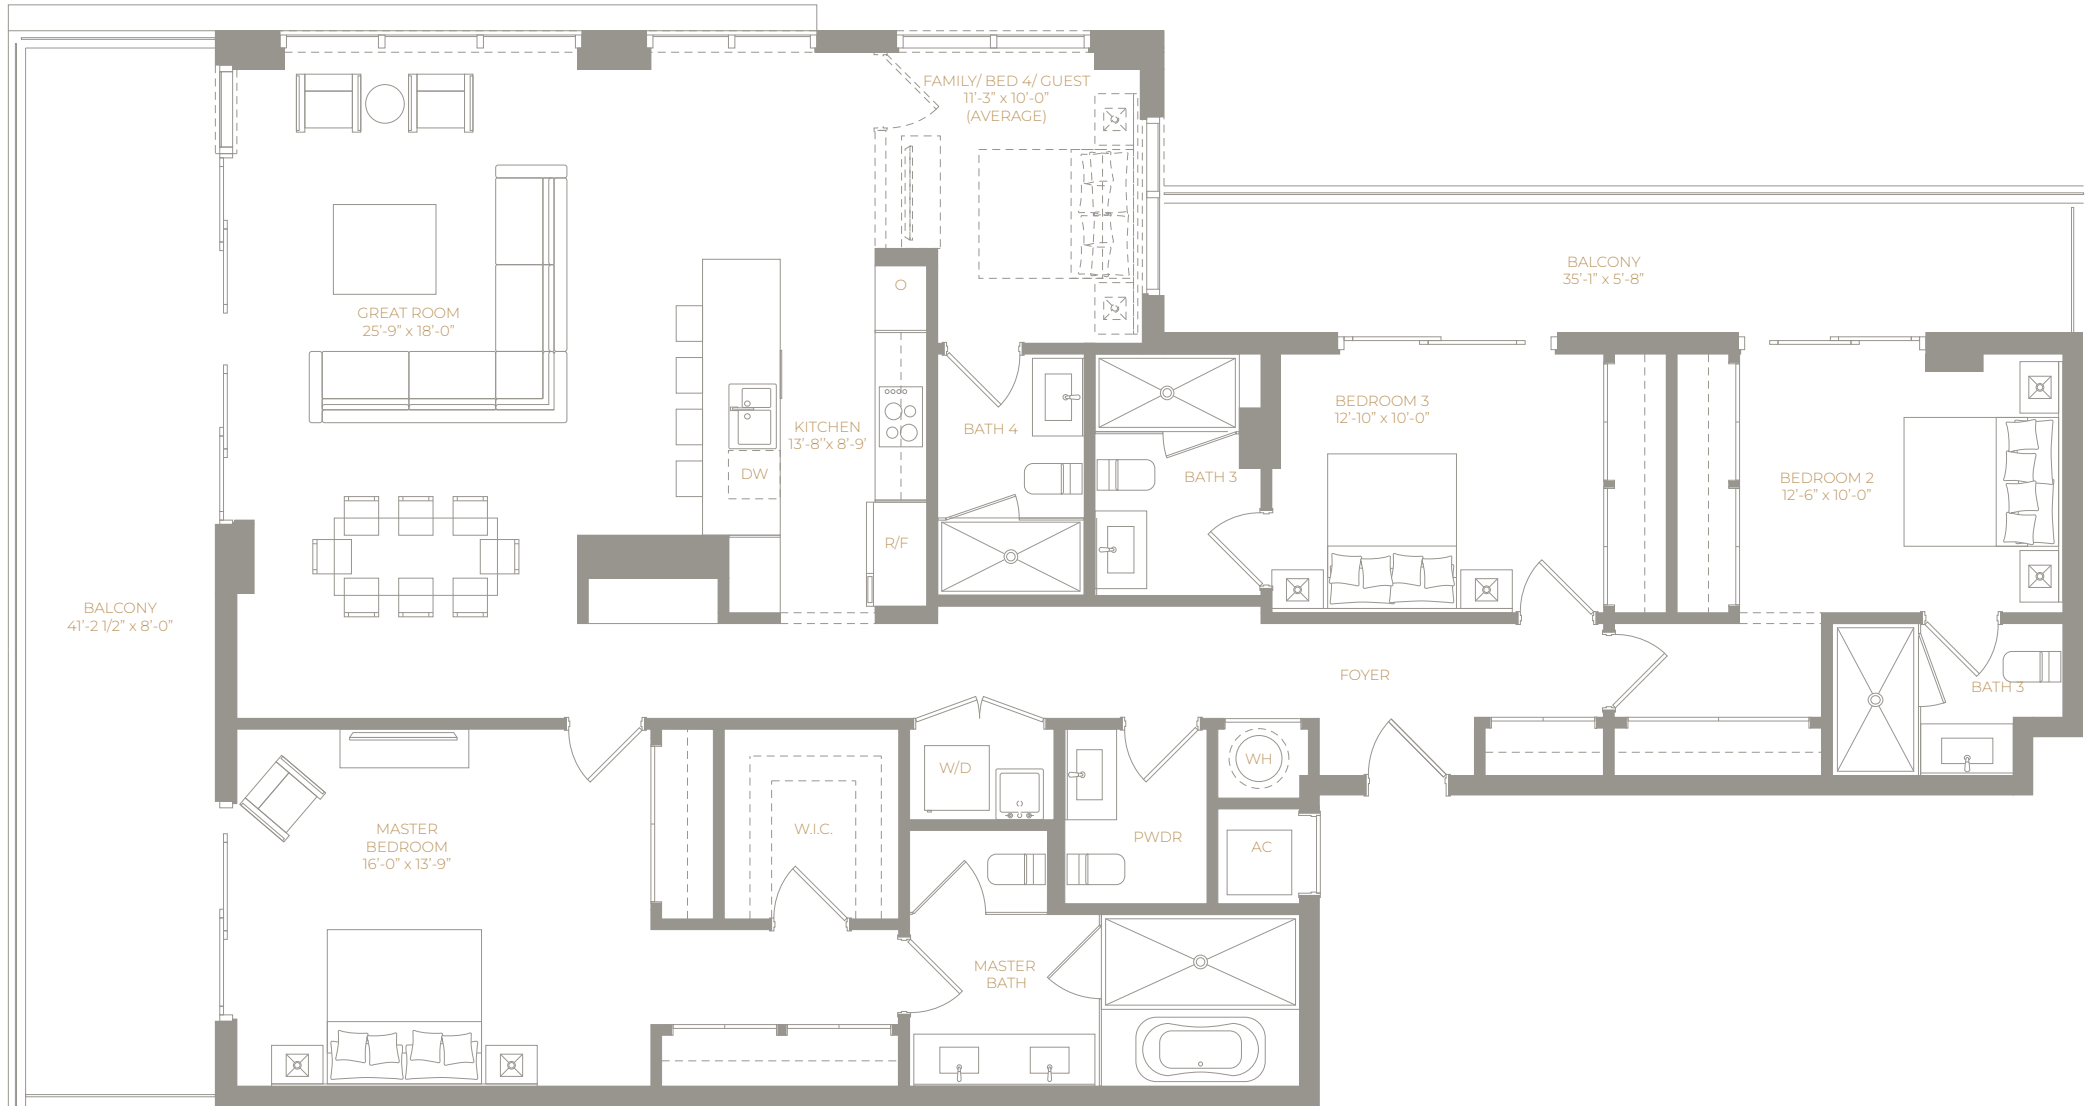 FAMILY/ BED 4/ GUEST
11'-3" x 10'-0"
(AVERAGE)
BALCONY
35'-1" x 5'-8"
O
GREAT ROOM
25'-9" x 18'-0"
BEDROOM 3
12'-10" x 10'-0"
KITCHEN
13'-8''x 8'-9'
BATH 4
DW
BATH 3
BEDROOM 2
12'-6" x 10'-0"
R/F
BALCONY
41'-2 1/2" x 8'-0"
FOYER
BATH 3
W/D
WH
MASTER
BEDROOM
16'-0" x 13'-9"
W.I.C.
PWDR
AC
MASTER
BATH